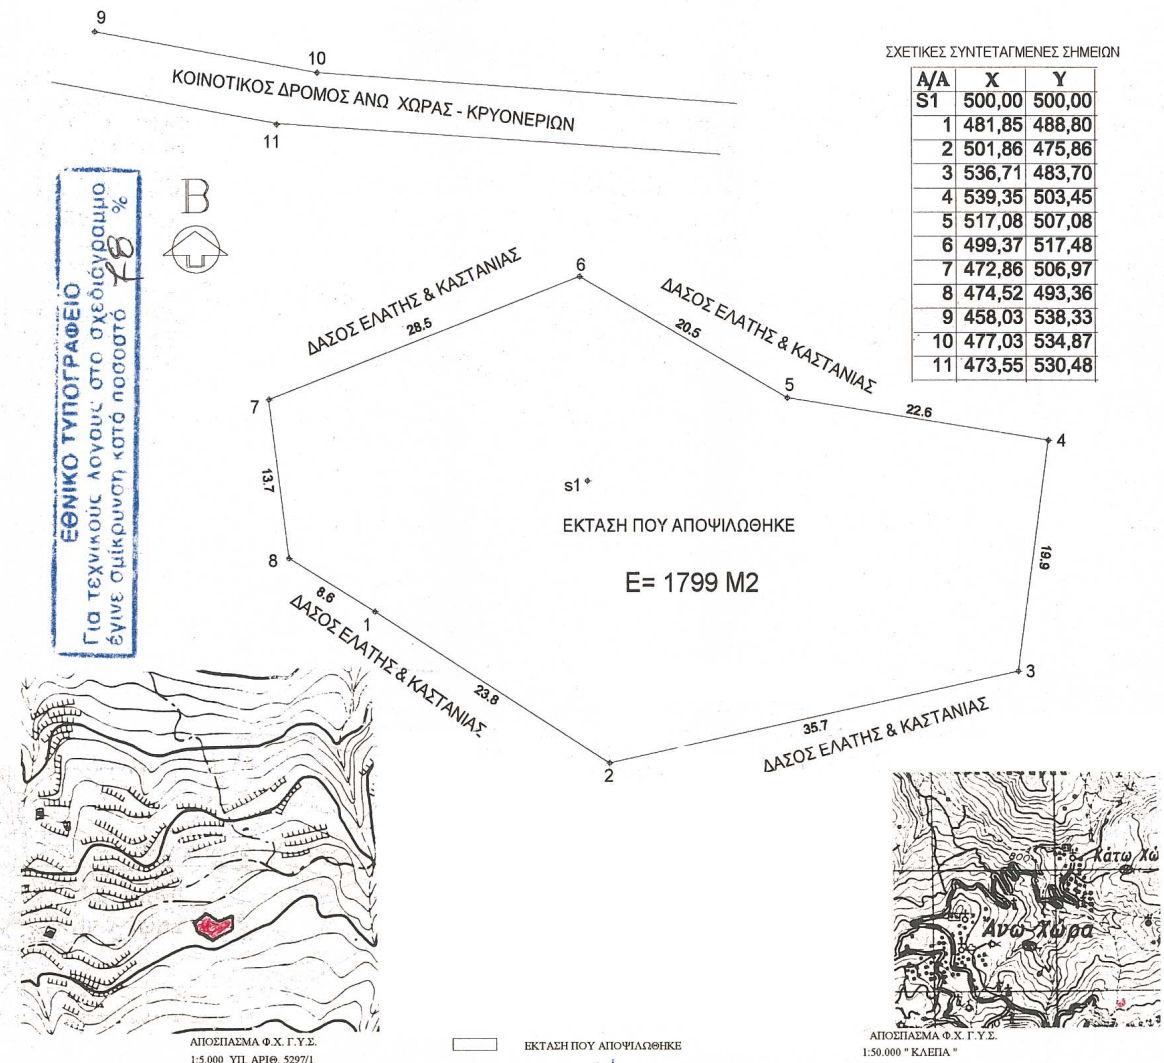 9
10
ΚΟΙΝΟΤΙΚΟΣ ΔΡΟΜΟΣ ΑΝΩ ΧΩΡΑΣ - ΚΡΥΟΝΕΡΙΩΝ
11
ΣΧΕΤΙΚΕΣ ΣΥΝΤΕΤΑΓΜΕΝΕΣ ΣΗΜΕΙΩΝ
Α/Α X Y
S1 500,00 500,00
1 481,85 488,80
2 501,86 475,86
3 536,71 483,70
4 539,35 503,45
5 517,08 507,08
6 499,37 517,48
7 472,86 506,97
8 474,52 493,36
9 458,03 538,33
10 477,03 534,87
11 473,55 530,48
ΕΘΝΙΚΟ ΤΥΠΟΓΡΑΦΕΙΟ
Για τεχνικούς λόγους στο σχεδιάγραμμα
έγινε σμίκρυνση κατά ποσοστό 78 %
Β
6
ΔΑΣΟΣ ΕΛΑΤΗΣ & ΚΑΣΤΑΝΙΑΣ
28.5
ΔΑΣΟΣ ΕΛΑΤΗΣ & ΚΑΣΤΑΝΙΑΣ
20.5
5
22.6
4
7
13.7
s1
ΕΚΤΑΣΗ ΠΟΥ ΑΠΟΨΙΛΩΘΗΚΕ
Ε= 1799 Μ2
19.9
8
8.6
1
ΔΑΣΟΣ ΕΛΑΤΗΣ & ΚΑΣΤΑΝΙΑΣ
23.8
3
35.7
ΔΑΣΟΣ ΕΛΑΤΗΣ & ΚΑΣΤΑΝΙΑΣ
2
Κάτω Χώ
Άνω Χώρα
ΑΠΟΣΠΑΣΜΑ Φ.Χ. Γ.Υ.Σ.
1:5.000 ΥΠ. ΑΡΙΘ. 5297/1
ΕΚΤΑΣΗ ΠΟΥ ΑΠΟΨΙΛΩΘΗΚΕ
ΑΠΟΣΠΑΣΜΑ Φ.Χ. Γ.Υ.Σ.
1:50.000 " ΚΛΕΠΑ "